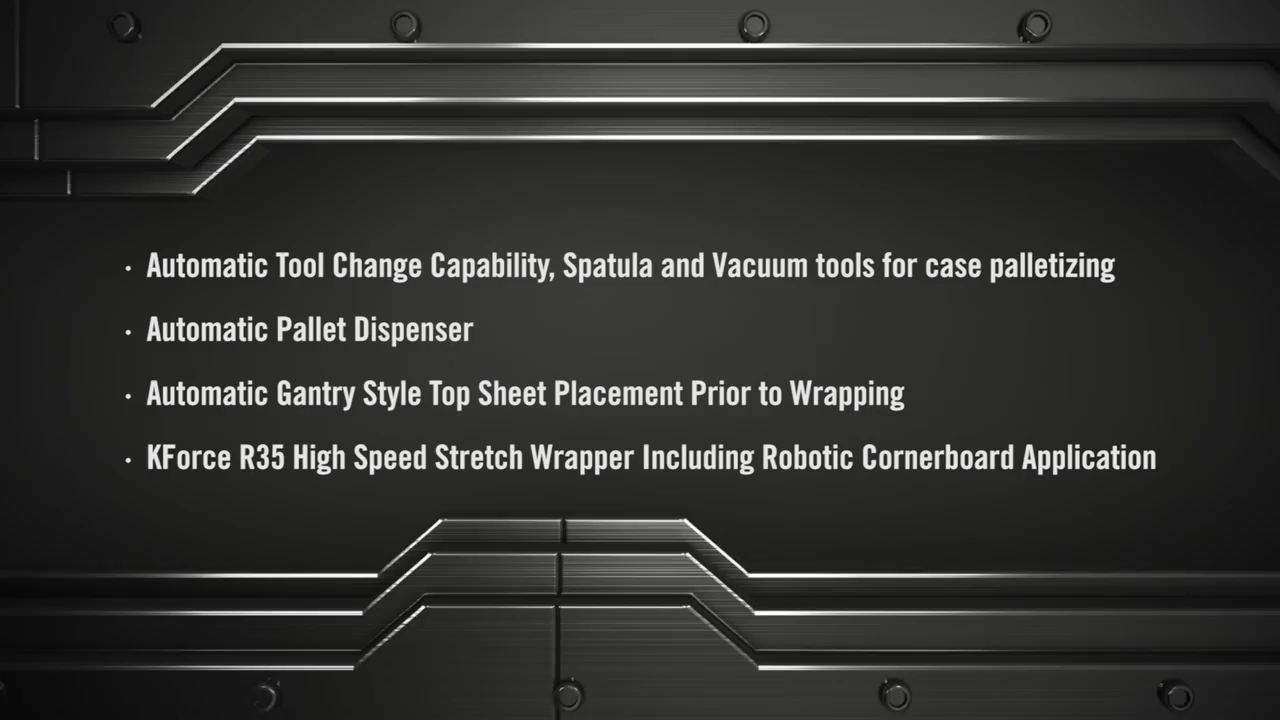 · Automatic Tool Change Capability, Spatula and Vacuum tools for case palletizing
· Automatic Pallet Dispenser
· Automatic Gantry Style Top Sheet Placement Prior to Wrapping
· KForce R35 High Speed Stretch Wrapper Including Robotic Cornerboard Application